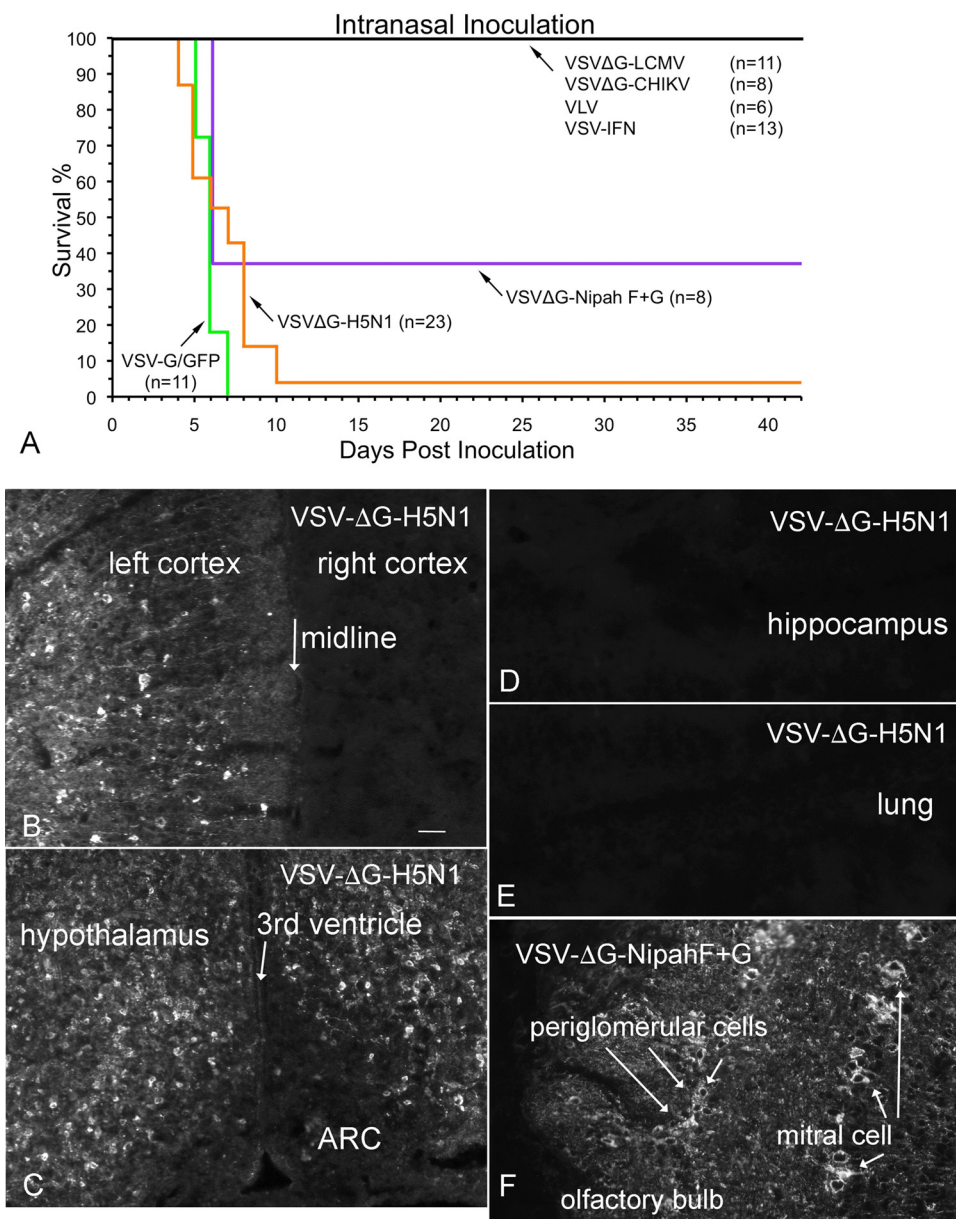 Intranasal Inoculation
100
90
80
70
60
50
40
30
20
10
0
Survival %
VSVΔG-LCMV (n=11)
VSVΔG-CHIKV (n=8)
VLV (n=6)
VSV-IFN (n=13)
VSVΔG-Nipah F+G (n=8)
VSVΔG-H5N1 (n=23)
VSV-G/GFP
(n=11)
0 5 10 15 20 25 30 35 40
Days Post Inoculation
A
VSV-ΔG-H5N1
left cortex
right cortex
midline
B
VSV-ΔG-H5N1
3rd ventricle
hypothalamus
ARC
C
VSV-ΔG-H5N1
hippocampus
D
VSV-ΔG-H5N1
lung
E
VSV-ΔG-NipahF+G
periglomerular cells
mitral cell
olfactory bulb
F